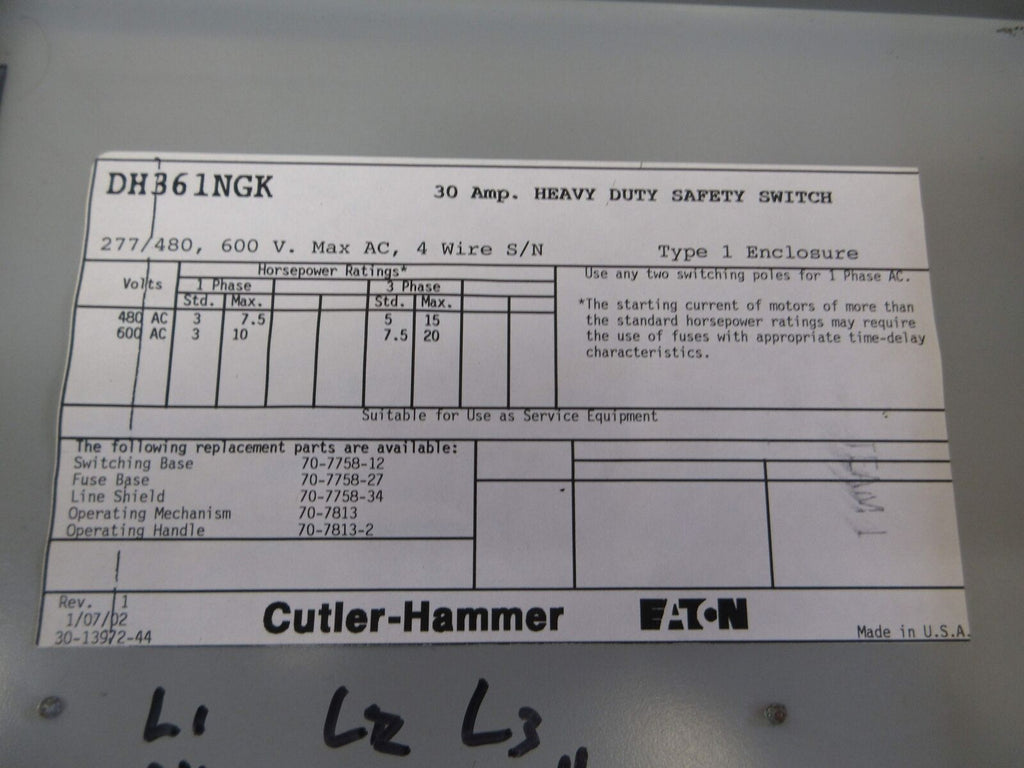 DH361NGK
30 Amp. HEAVY DUTY SAFETY SWITCH
277/480, 600 V. Max AC, 4 Wire S/N
Type 1 Enclosure
Volts
Horsepower Ratings*
1 Phase 3 Phase
Std. Max. Std. Max.
480 AC 3 7.5 5 15
600 AC 3 10 7.5 20
Use any two switching poles for 1 Phase AC.
*The starting current of motors of more than
the standard horsepower ratings may require
the use of fuses with appropriate time-delay
characteristics.
Suitable for Use as Service Equipment
The following replacement parts are available:
Switching Base 70-7758-12
Fuse Base 70-7758-27
Line Shield 70-7758-34
Operating Mechanism 70-7813
Operating Handle 70-7813-2
Rev. 1
1/07/02
30-13972-44
Cutler-Hammer
EATON
Made in U.S.A.
L1 L2 L3